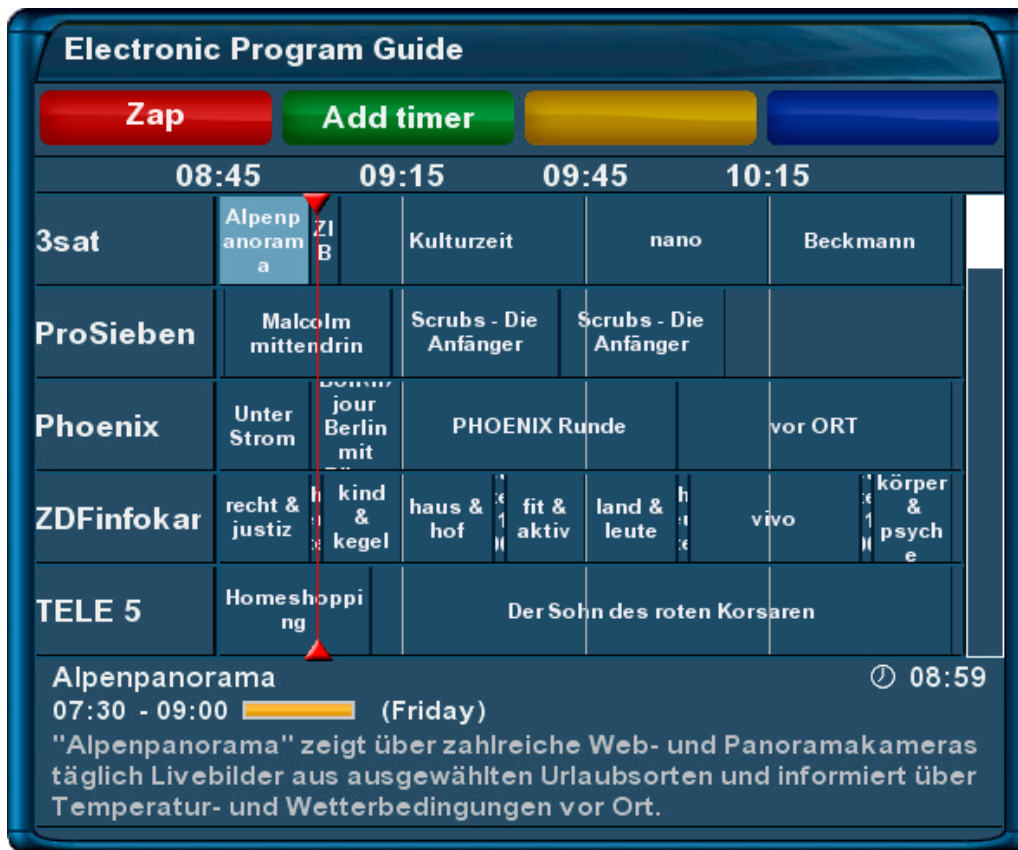 Electronic Program Guide
Zap Add timer
08:45 09:15 09:45 10:15
3sat
Alpenp
anoram
a
ZI
B
Kulturzeit
nano
Beckmann
ProSieben
Malcolm
mittendrin
Scrubs - Die
Anfänger
Scrubs - Die
Anfänger
Phoenix
Unter
Strom
jour
Berlin
mit
PHOENIX Runde
vor ORT
ZDFinfokar
recht &
justiz
kind
&
kegel
haus &
hof
fit &
aktiv
land &
leute
vivo
körper
&
psych
e
TELE 5
Homeshoppi
ng
Der Sohn des roten Korsaren
Alpenpanorama
08:59
07:30 - 09:00 (Friday)
"Alpenpanorama" zeigt über zahlreiche Web- und Panoramakameras
täglich Livebilder aus ausgewählten Urlaubsorten und informiert über
Temperatur- und Wetterbedingungen vor Ort.